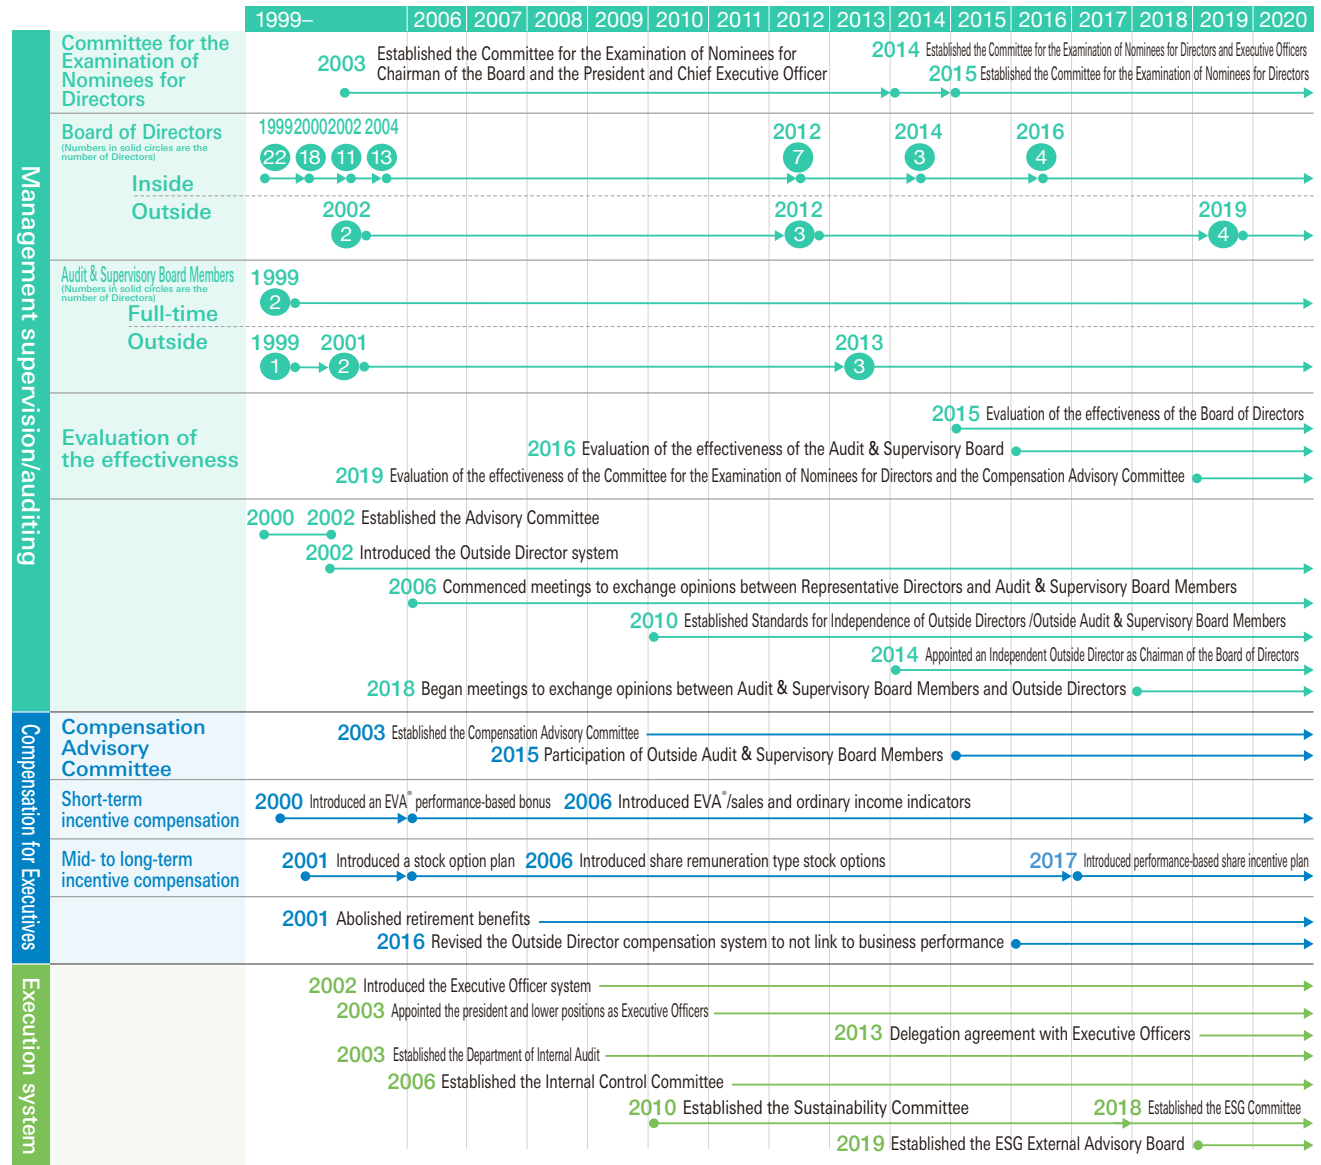 1999–
2006 2007 2008 2009 2010 2011 2012 2013 2014 2015 2016 2017 2018 2019 2020
Management supervision/auditing
Committee for the
Examination of
Nominees for
Directors
2003 Established the Committee for the Examination of Nominees for
Chairman of the Board and the President and Chief Executive Officer
2014 Established the Committee for the Examination of Nominees for Directors and Executive Officers
2015 Established the Committee for the Examination of Nominees for Directors
Board of Directors
(Numbers in solid circles are the
number of Directors)
Inside
1999 2000 2002 2004 2012 2014 2016
22 18 11 13 7 3 4
Outside
2002 2012 2019
2 3 4
Audit & Supervisory Board Members
(Numbers in solid circles are the
number of Directors)
Full-time
1999
2
Outside
1999 2001 2013
1 2 3
Evaluation of
the effectiveness
2015 Evaluation of the effectiveness of the Board of Directors
2016 Evaluation of the effectiveness of the Audit & Supervisory Board
2019 Evaluation of the effectiveness of the Committee for the Examination of Nominees for Directors and the Compensation Advisory Committee
2000 2002 Established the Advisory Committee
2002 Introduced the Outside Director system
2006 Commenced meetings to exchange opinions between Representative Directors and Audit & Supervisory Board Members
2010 Established Standards for Independence of Outside Directors /Outside Audit & Supervisory Board Members
2014 Appointed an Independent Outside Director as Chairman of the Board of Directors
2018 Began meetings to exchange opinions between Audit & Supervisory Board Members and Outside Directors
Compensation for Executives
Compensation
Advisory
Committee
2003 Established the Compensation Advisory Committee
2015 Participation of Outside Audit & Supervisory Board Members
Short-term
incentive compensation
2000 Introduced an EVA® performance-based bonus 2006 Introduced EVA®/sales and ordinary income indicators
Mid- to long-term
incentive compensation
2001 Introduced a stock option plan 2006 Introduced share remuneration type stock options 2017 Introduced performance-based share incentive plan
2001 Abolished retirement benefits
2016 Revised the Outside Director compensation system to not link to business performance
Execution system
2002 Introduced the Executive Officer system
2003 Appointed the president and lower positions as Executive Officers
2013 Delegation agreement with Executive Officers
2003 Established the Department of Internal Audit
2006 Established the Internal Control Committee
2010 Established the Sustainability Committee 2018 Established the ESG Committee
2019 Established the ESG External Advisory Board